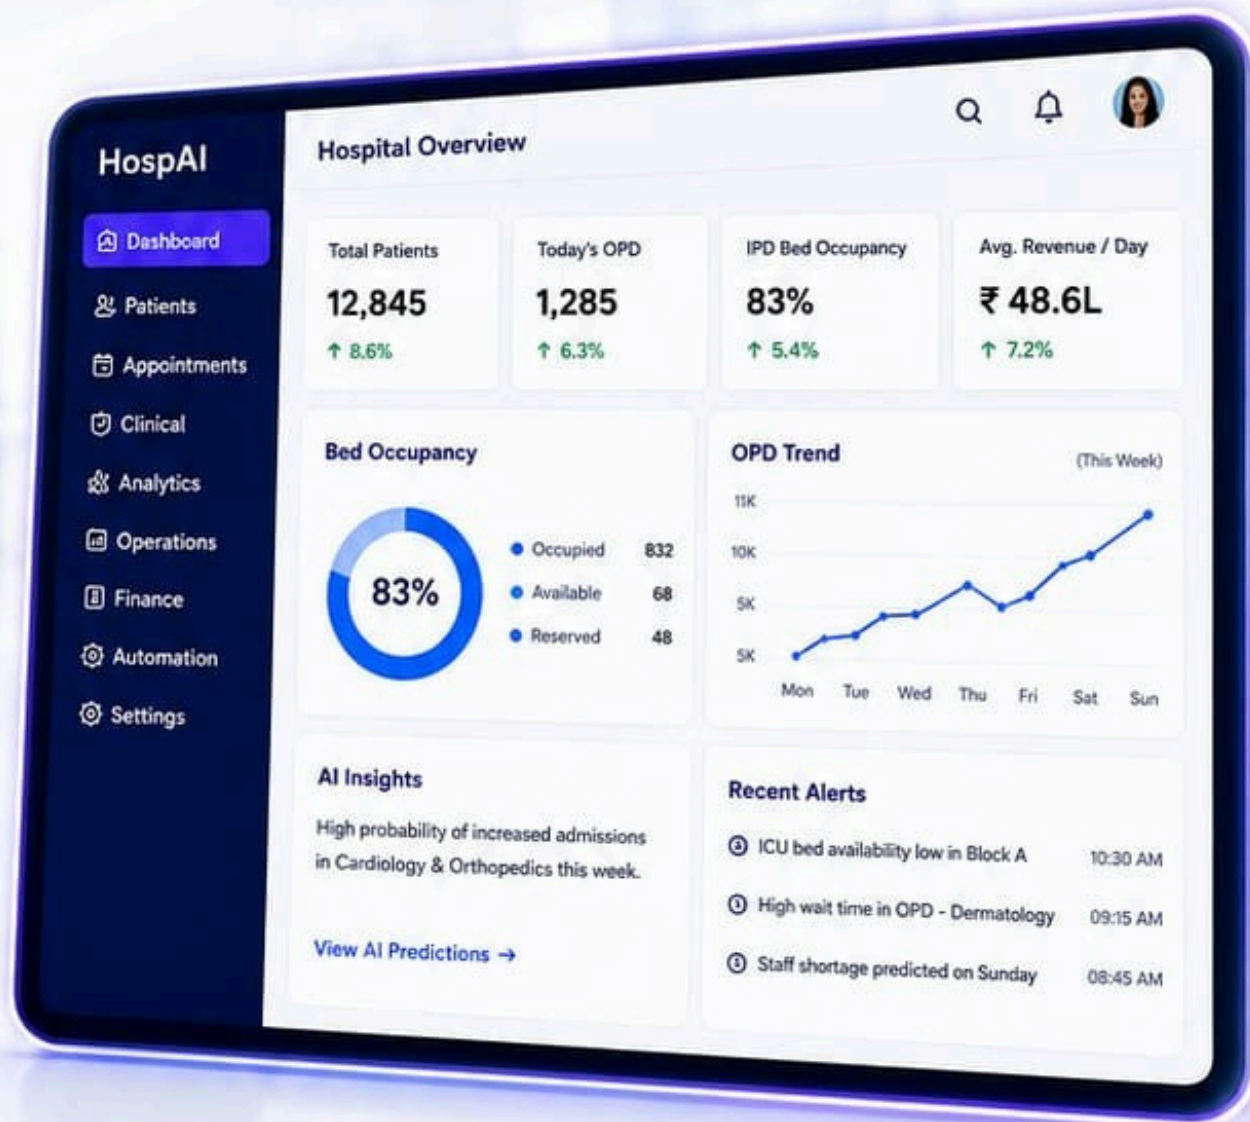 HospAI
Dashboard
Patients
Appointments
Clinical
Analytics
Operations
Finance
Automation
Settings
Hospital Overview
Total Patients
12,845
↑ 8.6%
Today's OPD
1,285
↑ 6.3%
IPD Bed Occupancy
83%
↑ 5.4%
Avg. Revenue / Day
₹ 48.6L
↑ 7.2%
Bed Occupancy
83%
Occupied 832
Available 68
Reserved 48
OPD Trend
(This Week)
11K
10K
5K
5K
Mon Tue Wed Thu Fri Sat Sun
AI Insights
High probability of increased admissions
in Cardiology & Orthopedics this week.
View AI Predictions →
Recent Alerts
ICU bed availability low in Block A 10:30 AM
High wait time in OPD - Dermatology 09:15 AM
Staff shortage predicted on Sunday 08:45 AM